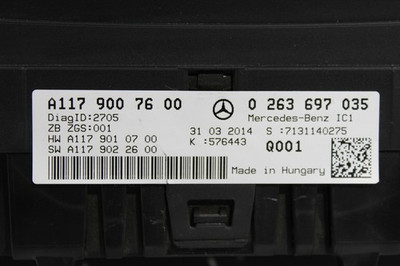 A117 900 76 00 0 263 697 035
DiagID:2705 Mercedes-Benz IC1
ZB ZGS:001 31 03 2014 S :7131140275
HW A117 901 07 00 K :576443 Q001
SW A117 902 26 00
Made in Hungary